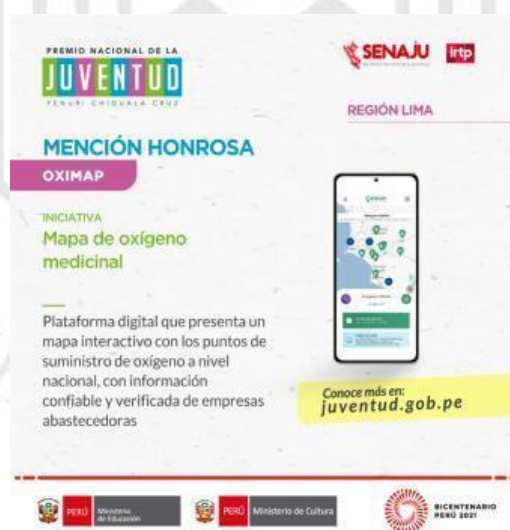 PREMIO NACIONAL DE LA
JUVENTUD
YENURI CHIGUALA CRUZ
SENAJU
irtp
REGIÓN LIMA
MENCIÓN HONROSA
OXIMAP
INICIATIVA
Mapa de oxígeno
medicinal
Plataforma digital que presenta un
mapa interactivo con los puntos de
suministro de oxígeno a nivel
nacional, con información
confiable y verificada de empresas
abastecedoras
Conoce más en:
juventud.gob.pe
PERÚ
Ministerio
de Educación
PERÚ
Ministerio de Cultura
BICENTENARIO
PERÚ 2021